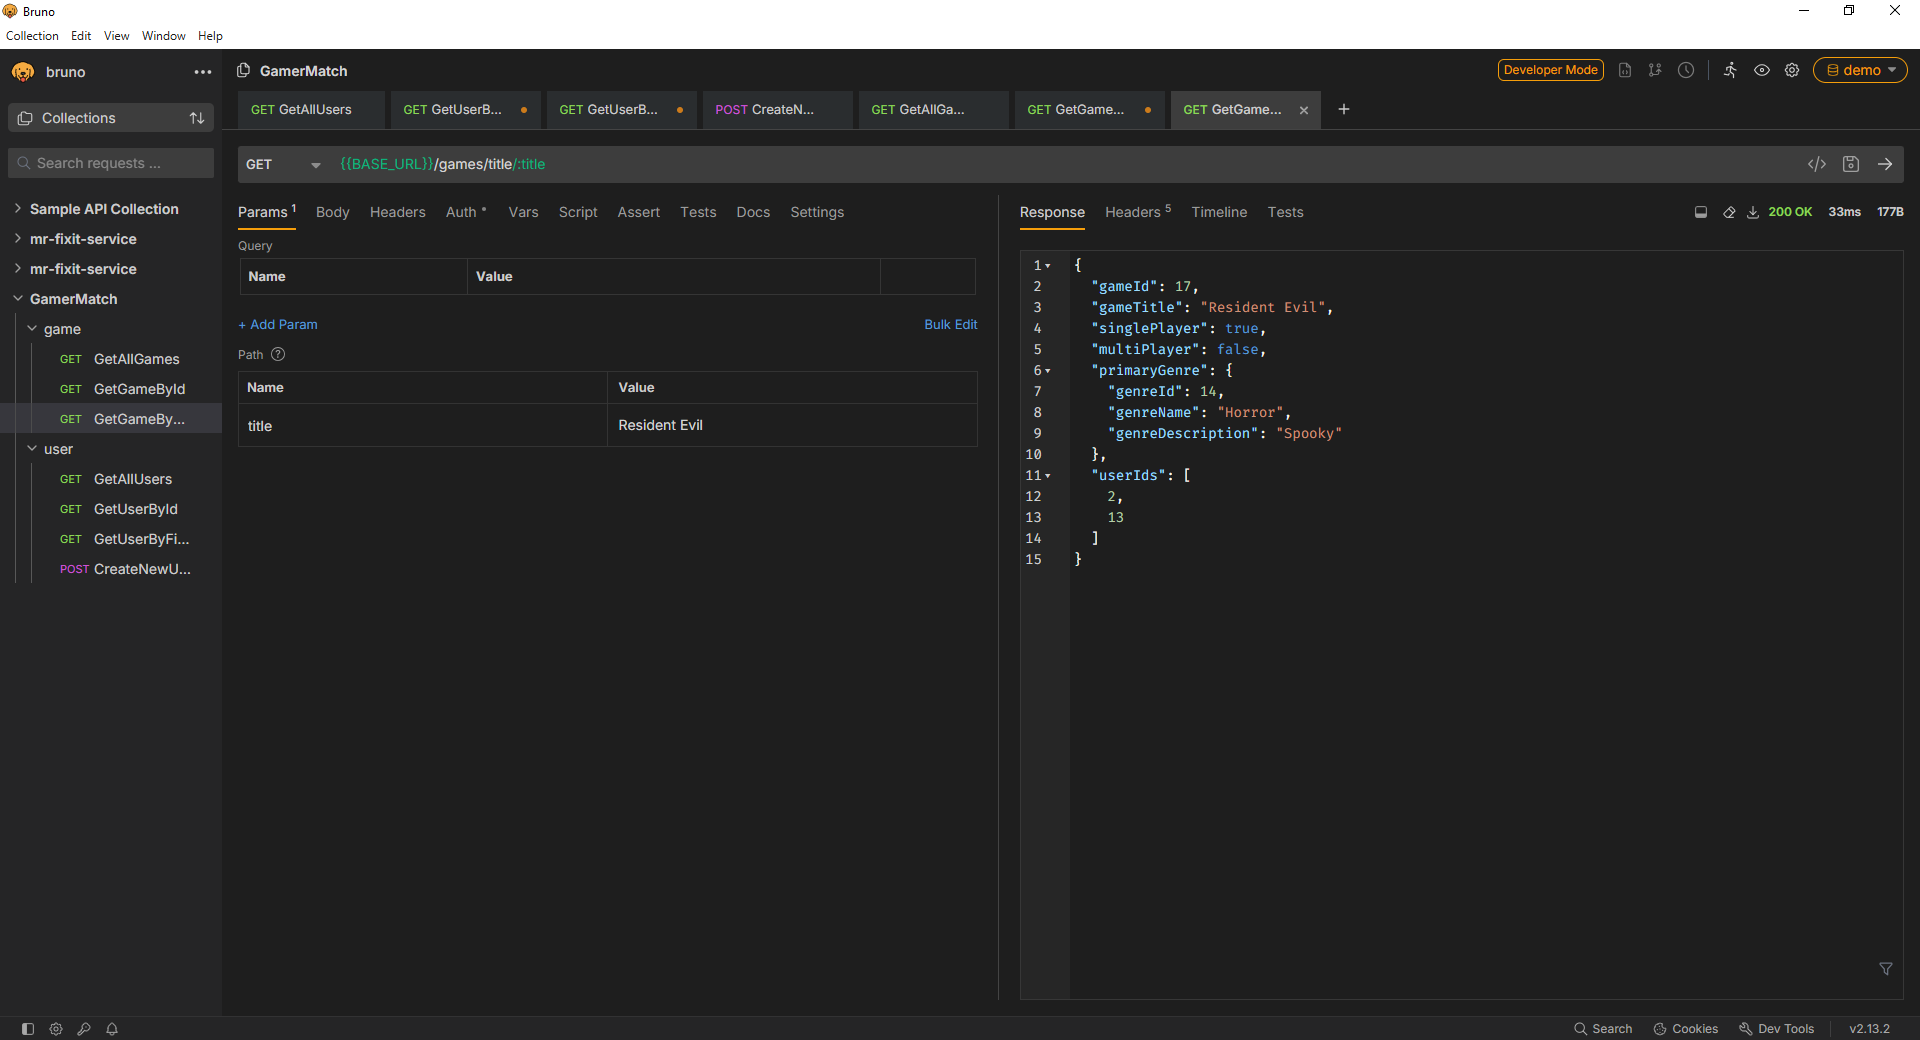 Bruno
Collection Edit View Window Help
bruno
GamerMatch
Developer Mode
demo
Collections
GET GetAllUsers
GET GetUserB...
GET GetUserB...
POST CreateN...
GET GetAllGa...
GET GetGame...
GET GetGame...
Search requests ...
GET
{{BASE_URL}}/games/title/:title
Sample API Collection
mr-fixit-service
mr-fixit-service
GamerMatch
game
GET GetAllGames
GET GetGameById
GET GetGameBy...
user
GET GetAllUsers
GET GetUserById
GET GetUserByFi...
POST CreateNewU...
Params 1 Body Headers Auth Vars Script Assert Tests Docs Settings
Query
Name Value
+ Add Param Bulk Edit
Path ?
Name Value
title Resident Evil
Response Headers 5 Timeline Tests
200 OK 33ms 177B
1 {
2 "gameId": 17,
3 "gameTitle": "Resident Evil",
4 "singlePlayer": true,
5 "multiPlayer": false,
6 "primaryGenre": {
7 "genreId": 14,
8 "genreName": "Horror",
9 "genreDescription": "Spooky"
10 },
11 "userIds": [
12 2,
13 13
14 ]
15 }
Search Cookies Dev Tools v2.13.2